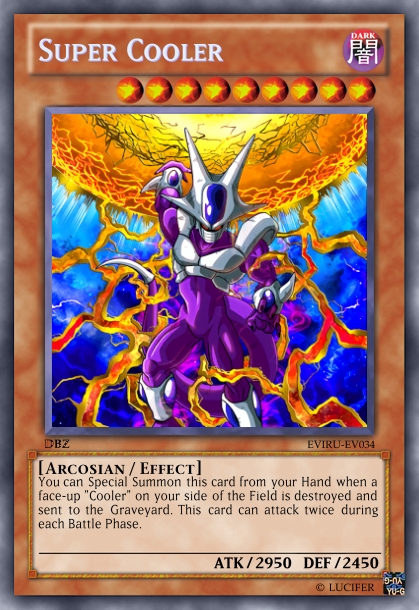 SUPER COOLER
DARK
闇
DBZ
EVIRU-EV034
[ARCOSIAN / EFFECT]
You can Special Summon this card from your Hand when a
face-up "Cooler" on your side of the Field is destroyed and
sent to the Graveyard. This card can attack twice during
each Battle Phase.
ATK / 2950 DEF / 2450
© LUCIFER